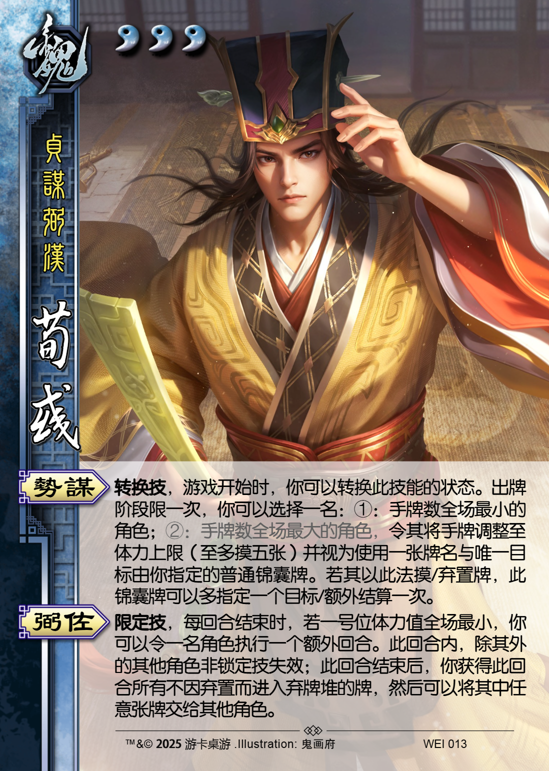 魏
貞謀弼漢
荀彧
勢謀
转换技，游戏开始时，你可以转换此技能的状态。出牌
阶段限一次，你可以选择一名：①：手牌数全场最小的
角色；②：手牌数全场最大的角色，令其将手牌调整至
体力上限（至多摸五张）并视为使用一张牌名与唯一目
标由你指定的普通锦囊牌。若其以此法摸/弃置牌，此
锦囊牌可以多指定一个目标/额外结算一次。
弼佐
限定技，每回合结束时，若一号位体力值全场最小，你
可以令一名角色执行一个额外回合。此回合内，除其外
的其他角色非锁定技失效；此回合结束后，你获得此回
合所有不因弃置而进入弃牌堆的牌，然后可以将其中任
意张牌交给其他角色。
™&© 2025 游卡桌游 .Illustration: 鬼画府
WEI 013